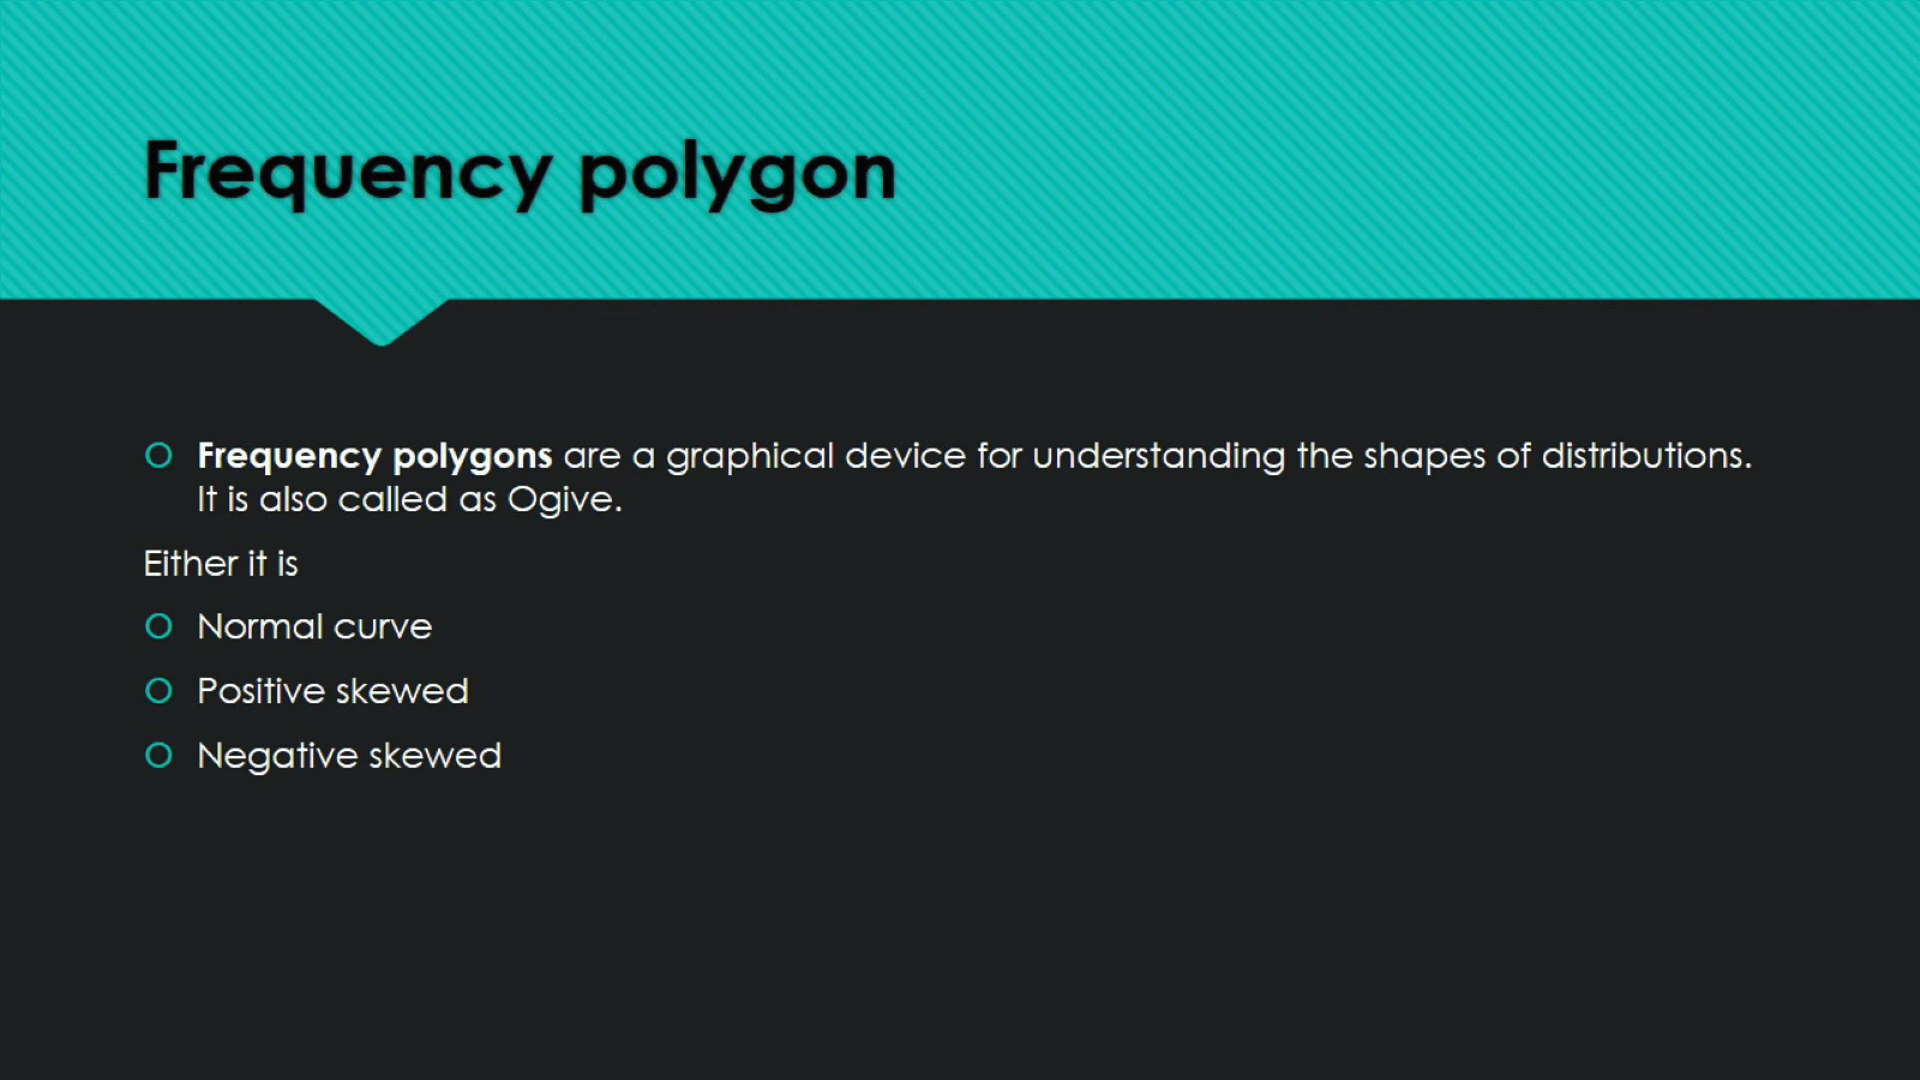 Frequency polygon
Frequency polygons are a graphical device for understanding the shapes of distributions.
It is also called as Ogive.
Either it is
Normal curve
Positive skewed
Negative skewed